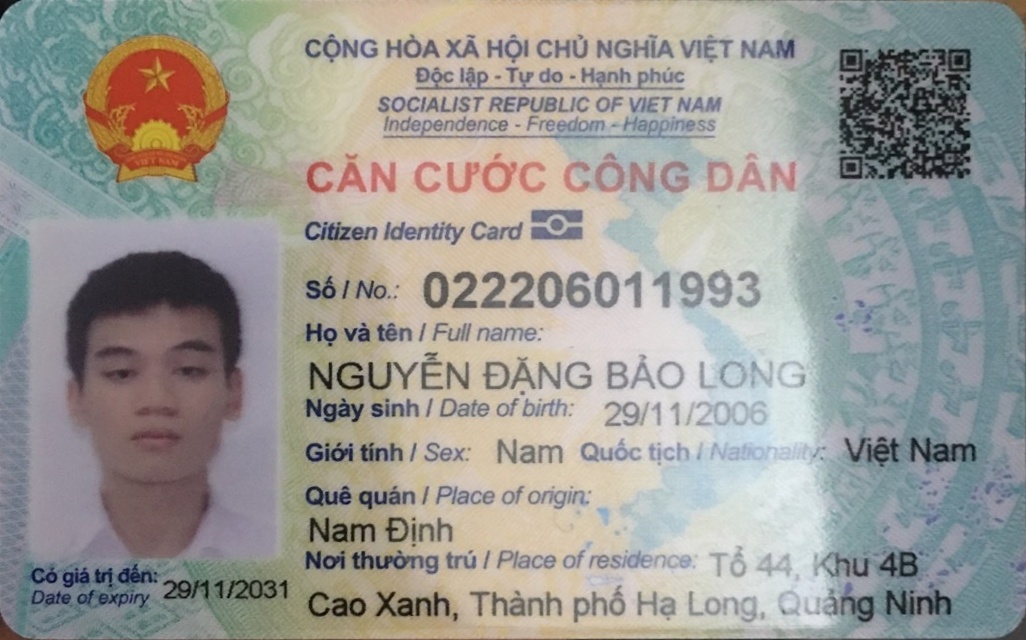 CỘNG HÒA XÃ HỘI CHỦ NGHĨA VIỆT NAM
Độc lập - Tự do - Hạnh phúc
SOCIALIST REPUBLIC OF VIET NAM
Independence - Freedom - Happiness
CĂN CƯỚC CÔNG DÂN
Citizen Identity Card
Số / No.: 022206011993
Họ và tên / Full name:
NGUYỄN ĐẶNG BẢO LONG
Ngày sinh / Date of birth: 29/11/2006
Giới tính / Sex: Nam Quốc tịch / Nationality: Việt Nam
Quê quán / Place of origin:
Nam Định
Nơi thường trú / Place of residence: Tổ 44, Khu 4B
Cao Xanh, Thành phố Hạ Long, Quảng Ninh
Có giá trị đến: 29/11/2031
Date of expiry
VIỆT NAM